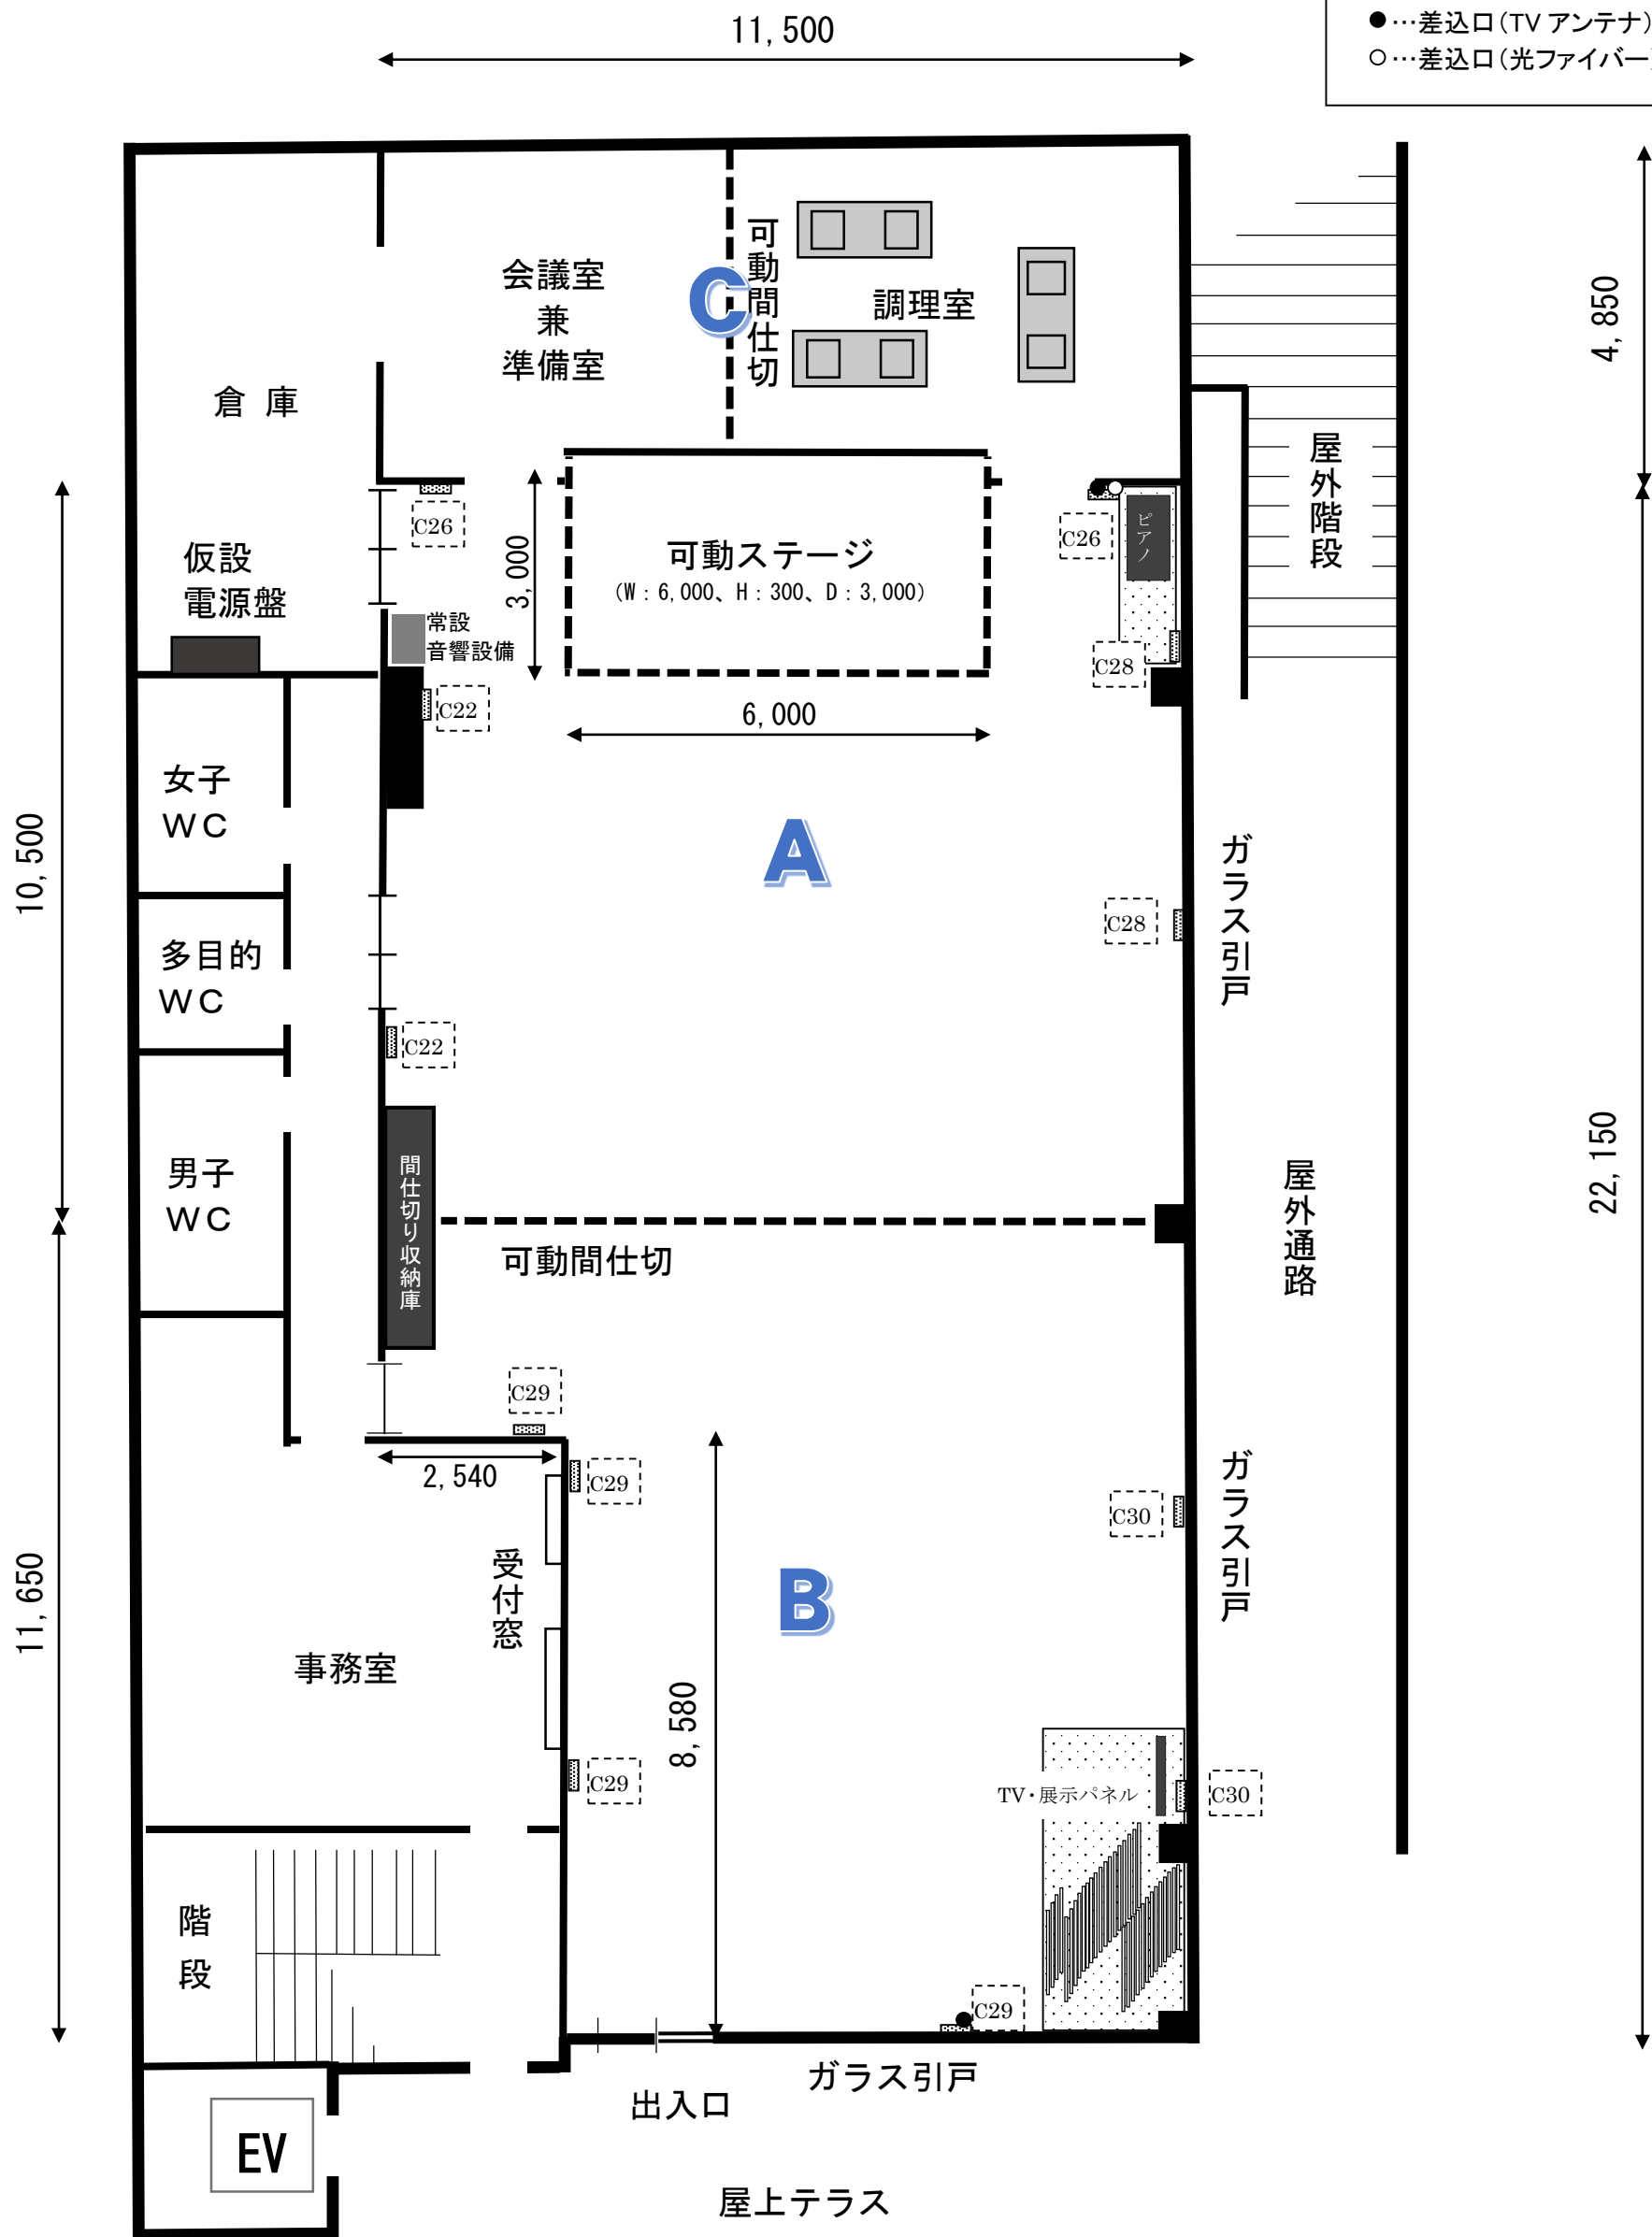 11,500
●…差込口(TV アンテナ)
○…差込口(光ファイバー)
会議室
兼
準備室
C
可動間仕切
調理室
4,850
倉 庫
屋外階段
C26
C26
ピアノ
仮設
電源盤
3,000
可動ステージ
(W:6,000、H:300、D:3,000)
常設
音響設備
C28
C22
6,000
女子
WC
10,500
A
ガラス引戸
C28
多目的
WC
C22
22,150
男子
WC
間仕切り収納庫
屋外通路
可動間仕切
C29
2,540
C29
C30
ガラス引戸
11,650
受付窓
B
事務室
8,580
C29
TV・展示パネル
C30
階
段
C29
ガラス引戸
出入口
EV
屋上テラス